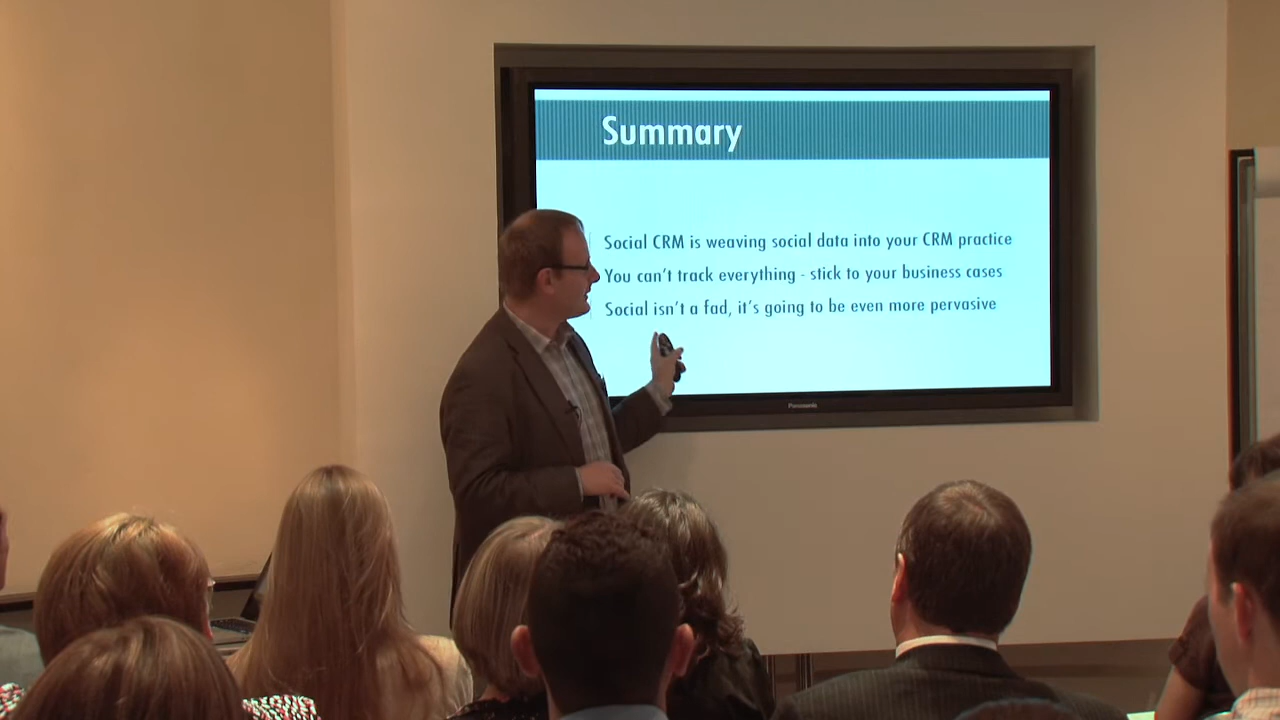 Summary
Social CRM is weaving social data into your CRM practice
You can't track everything - stick to your business cases
Social isn't a fad, it's going to be even more pervasive
Panasonic